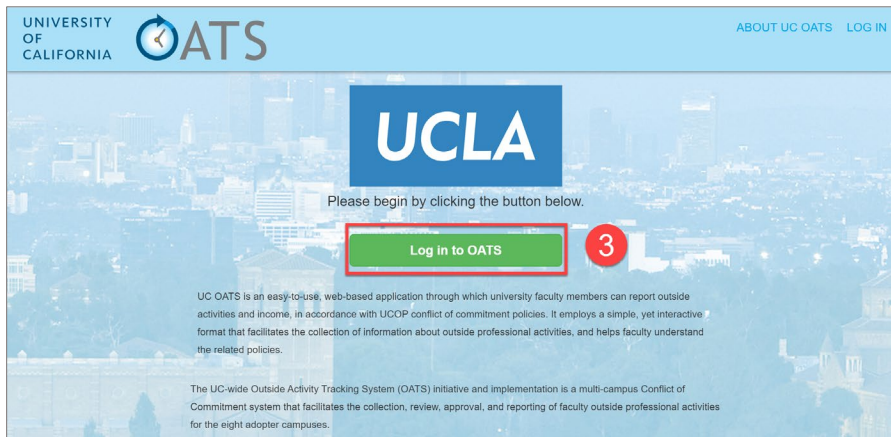 UNIVERSITY
OF
CALIFORNIA
OATS
ABOUT UC OATS LOG IN
UCLA
Please begin by clicking the button below.
Log in to OATS
3
UC OATS is an easy-to-use, web-based application through which university faculty members can report outside
activities and income, in accordance with UCOP conflict of commitment policies. It employs a simple, yet interactive
format that facilitates the collection of information about outside professional activities, and helps faculty understand
the related policies.
The UC-wide Outside Activity Tracking System (OATS) initiative and implementation is a multi-campus Conflict of
Commitment system that facilitates the collection, review, approval, and reporting of faculty outside professional activities
for the eight adopter campuses.